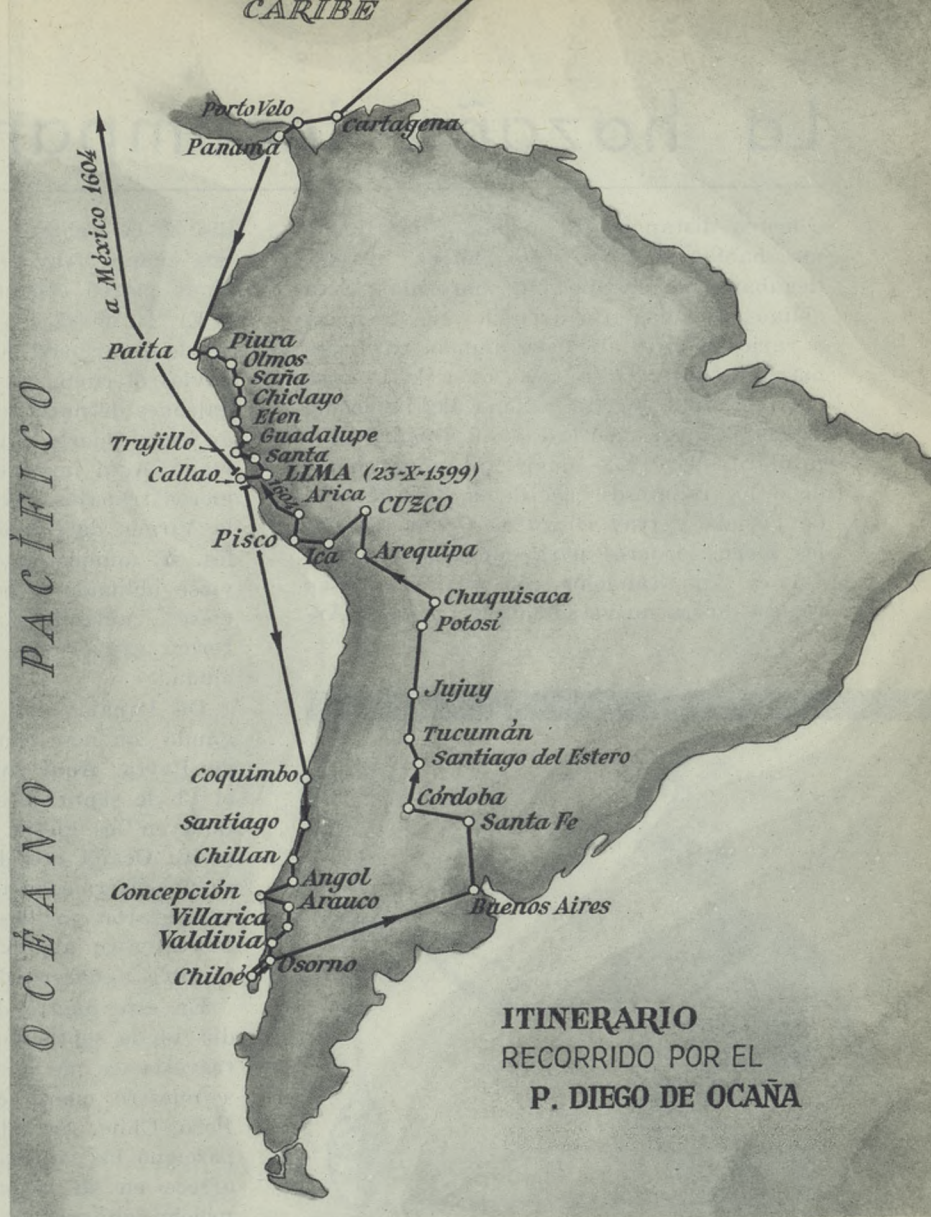 CARIBE
Porto Velo
Cartagena
Panamá
a México 1604
Paita
Piura
Olmos
Saña
Chiclayo
Eten
Guadalupe
Trujillo
Santa
Callao
LIMA (23-X-1599)
1604
Arica
CUZCO
Pisco
Ica
Arequipa
Chuquisaca
Potosí
Jujuy
Tucumán
Santiago del Estero
Coquimbo
Córdoba
Santiago
Santa Fe
Chillan
Angol
Concepción
Arauco
Villarica
Buenos Aires
Valdivia
Osorno
Chiloé
OCÉANO PACÍFICO
ITINERARIO
RECORRIDO POR EL
P. DIEGO DE OCAÑA